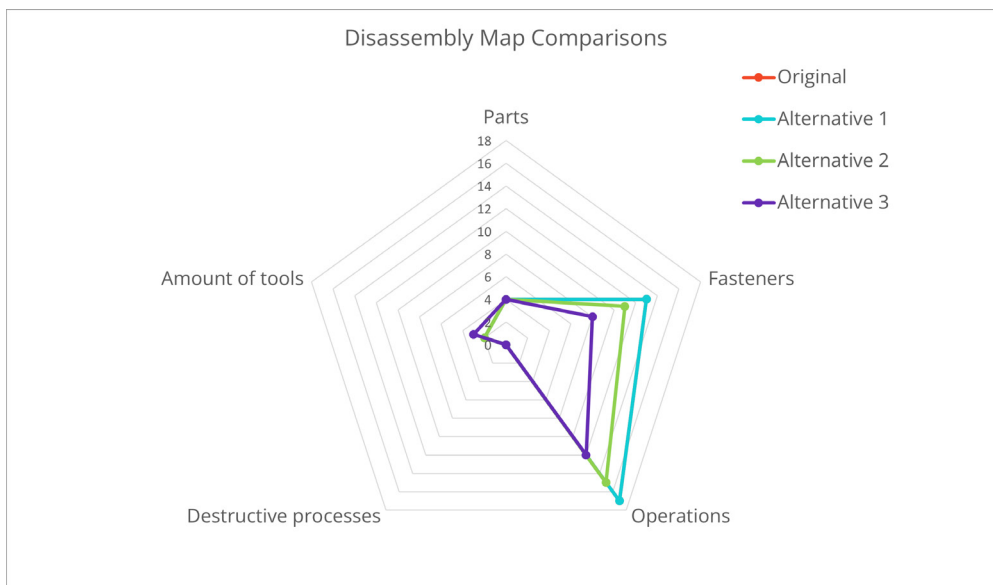 Disassembly Map Comparisons
Original
Alternative 1
Alternative 2
Alternative 3
Parts
18
16
14
12
10
8
6
4
2
0
Fasteners
Operations
Destructive processes
Amount of tools